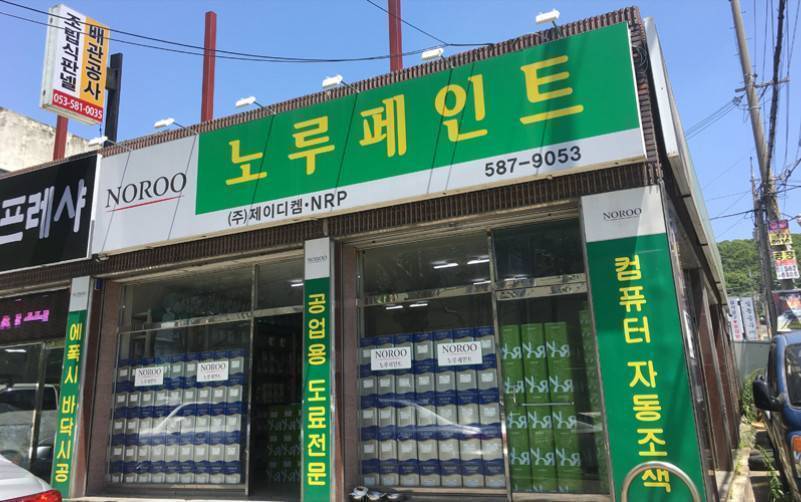 배관공사
조립식판넬
053-581-0035
NOROO
노루페인트
587-9053
(주)제이디켐·NRP
프레샤
NOROO
에폭시 바닥시공
NOROO
공업용 도료전문
NOROO
컴퓨터 자동조색
NOROO
노루페인트
NOROO
NOROO
노루페인트